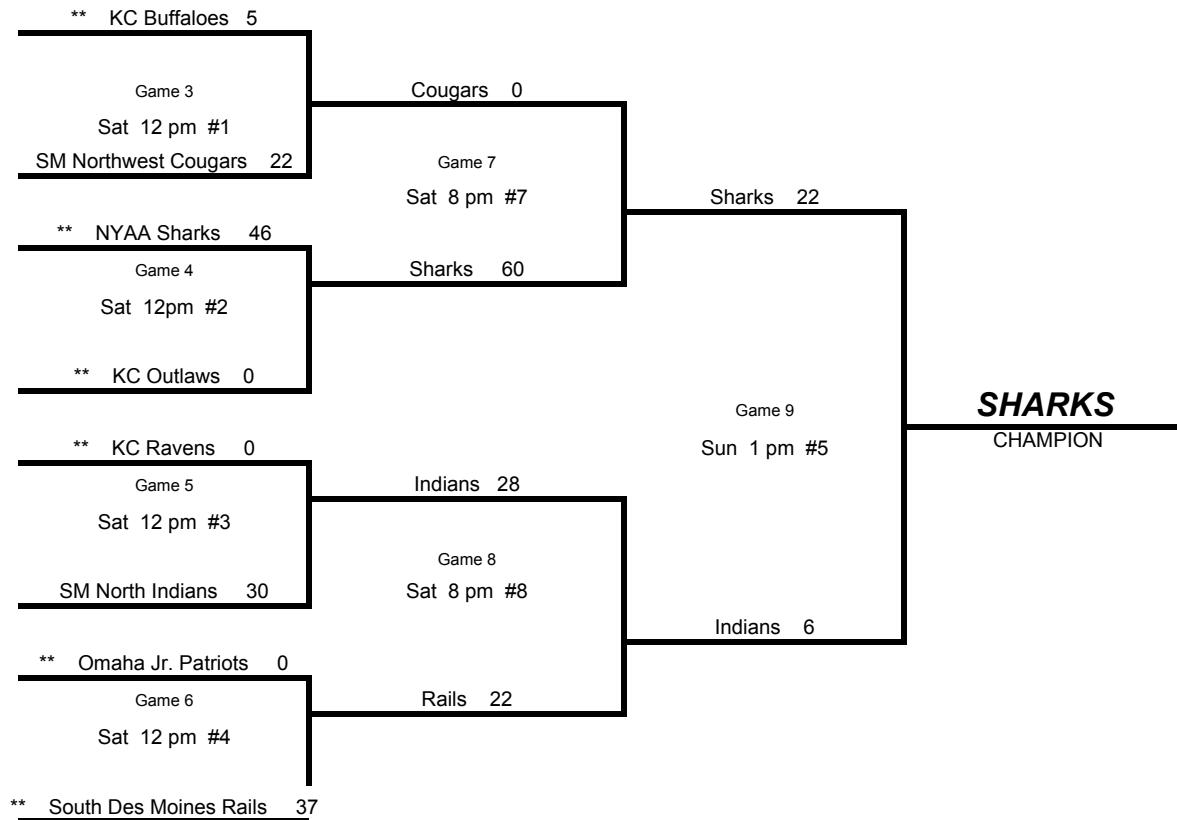 ** KC Buffaloes 5
Game 3
Sat 12 pm #1
SM Northwest Cougars 22
Cougars 0
Game 7
Sat 8 pm #7
** NYAA Sharks 46
Game 4
Sat 12pm #2
** KC Outlaws 0
Sharks 60
Sharks 22
** KC Ravens 0
Game 5
Sat 12 pm #3
SM North Indians 30
Indians 28
Game 8
Sat 8 pm #8
** Omaha Jr. Patriots 0
Game 6
Sat 12 pm #4
** South Des Moines Rails 37
Rails 22
Game 9
Sun 1 pm #5
Indians 6
SHARKS
CHAMPION